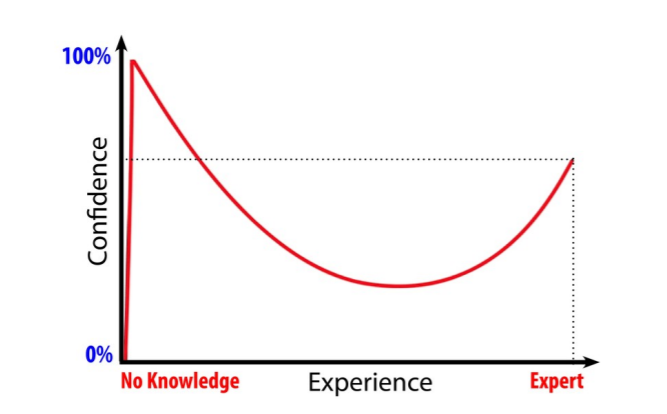 100%
Confidence
0%
No Knowledge
Experience
Expert